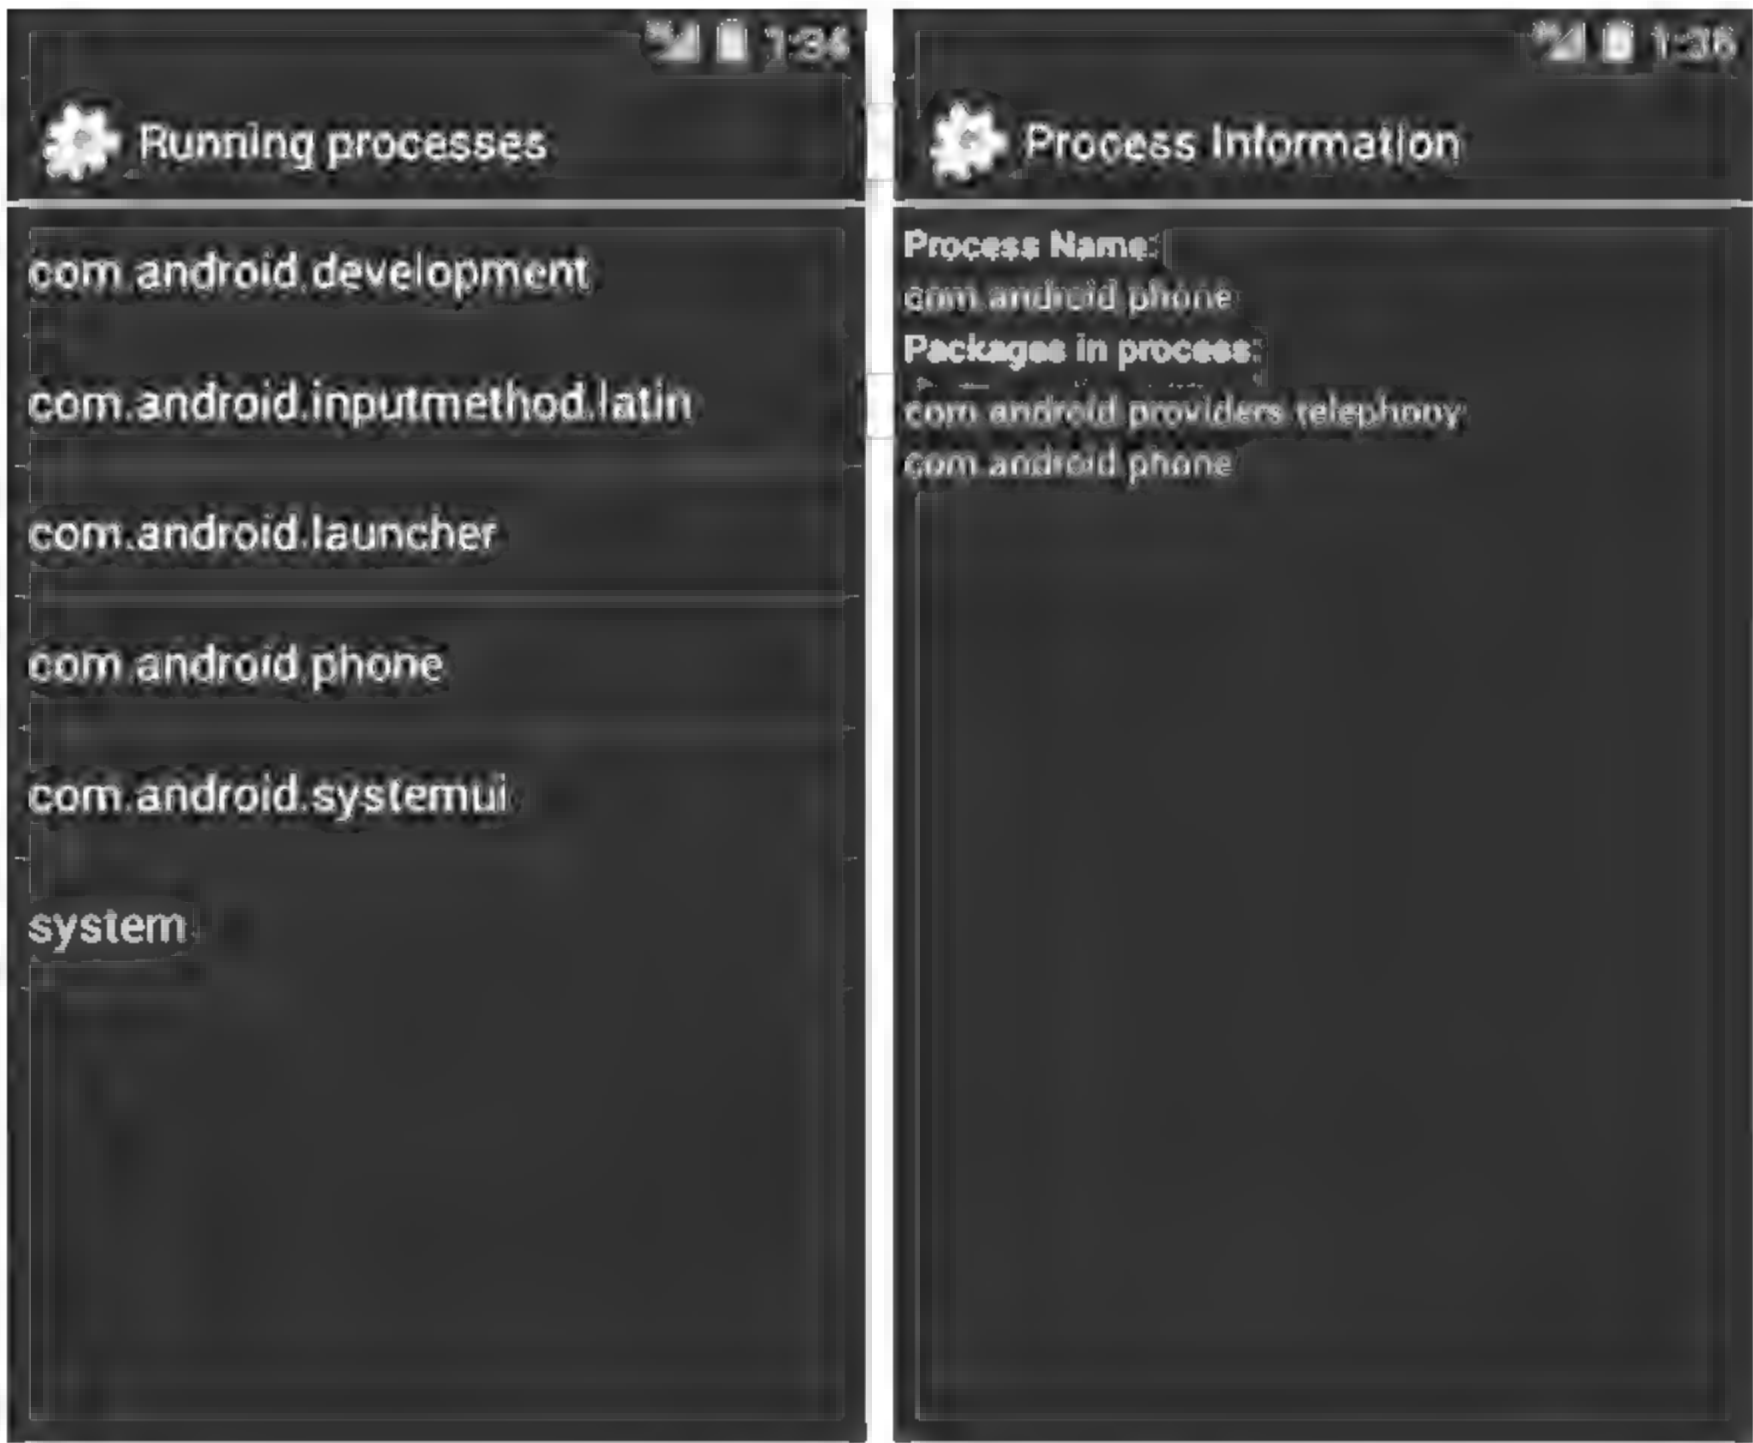 1:36
Running processes
com.android.development
com.android.inputmethod.latin
com.android.launcher
com.android.phone
com.android.systemui
system
1:36
Process Information
Process Name:
com.android.phone
Packages in process:
com.android.providers.telephony
com.android.phone